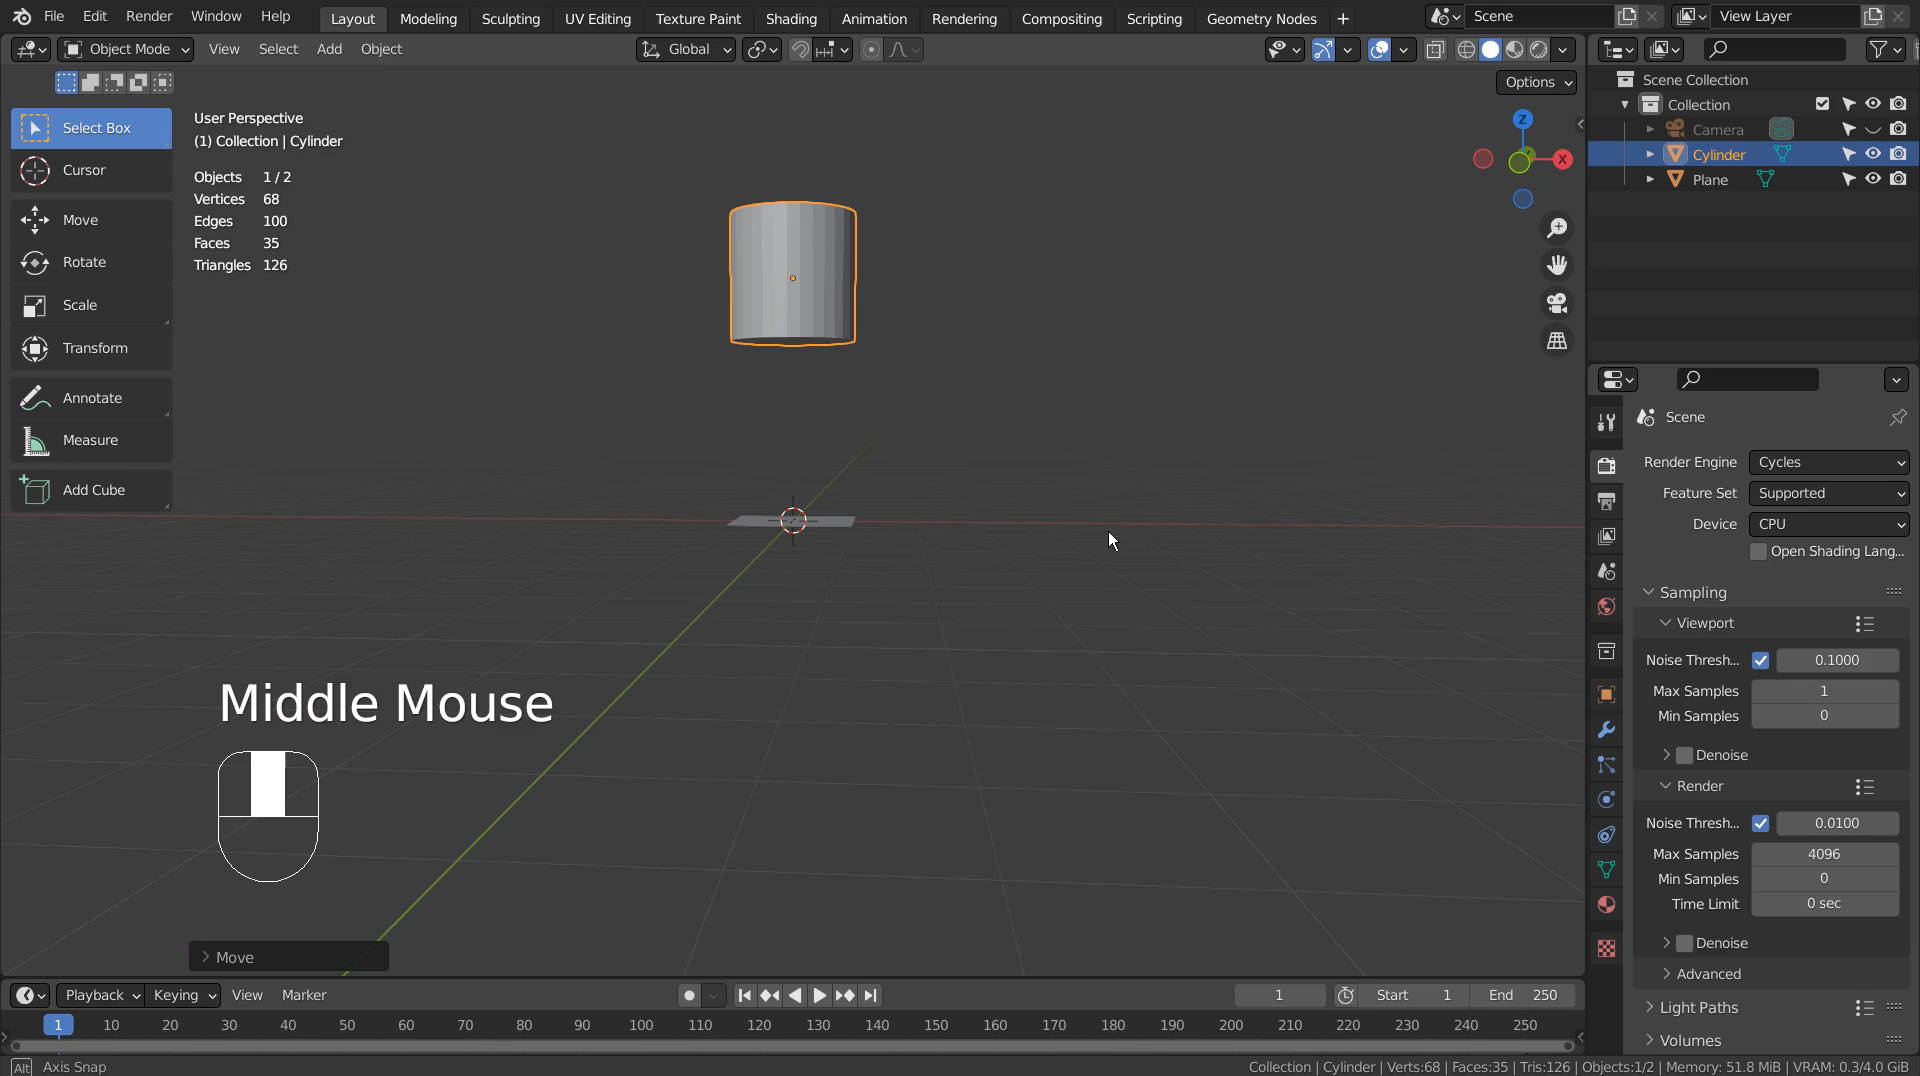 File Edit Render Window Help Layout Modeling Sculpting UV Editing Texture Paint Shading Animation Rendering Compositing Scripting Geometry Nodes + Scene View Layer
Object Mode View Select Add Object Global
Options
Select Box
Cursor
Move
Rotate
Scale
Transform
Annotate
Measure
Add Cube
User Perspective
(1) Collection | Cylinder
Objects 1 / 2
Vertices 68
Edges 100
Faces 35
Triangles 126
Z
X
Middle Mouse
Move
Scene Collection
Collection
Camera
Cylinder
Plane
Scene
Render Engine Cycles
Feature Set Supported
Device CPU
Open Shading Lang...
Sampling
Viewport
Noise Thresh... 0.1000
Max Samples 1
Min Samples 0
Denoise
Render
Noise Thresh... 0.0100
Max Samples 4096
Min Samples 0
Time Limit 0 sec
Denoise
Advanced
Light Paths
Volumes
Playback Keying View Marker 1 Start 1 End 250
1 10 20 30 40 50 60 70 80 90 100 110 120 130 140 150 160 170 180 190 200 210 220 230 240 250
Alt Axis Snap Collection | Cylinder | Verts:68 | Faces:35 | Tris:126 | Objects:1/2 | Memory: 51.8 MiB | VRAM: 0.3/4.0 GiB